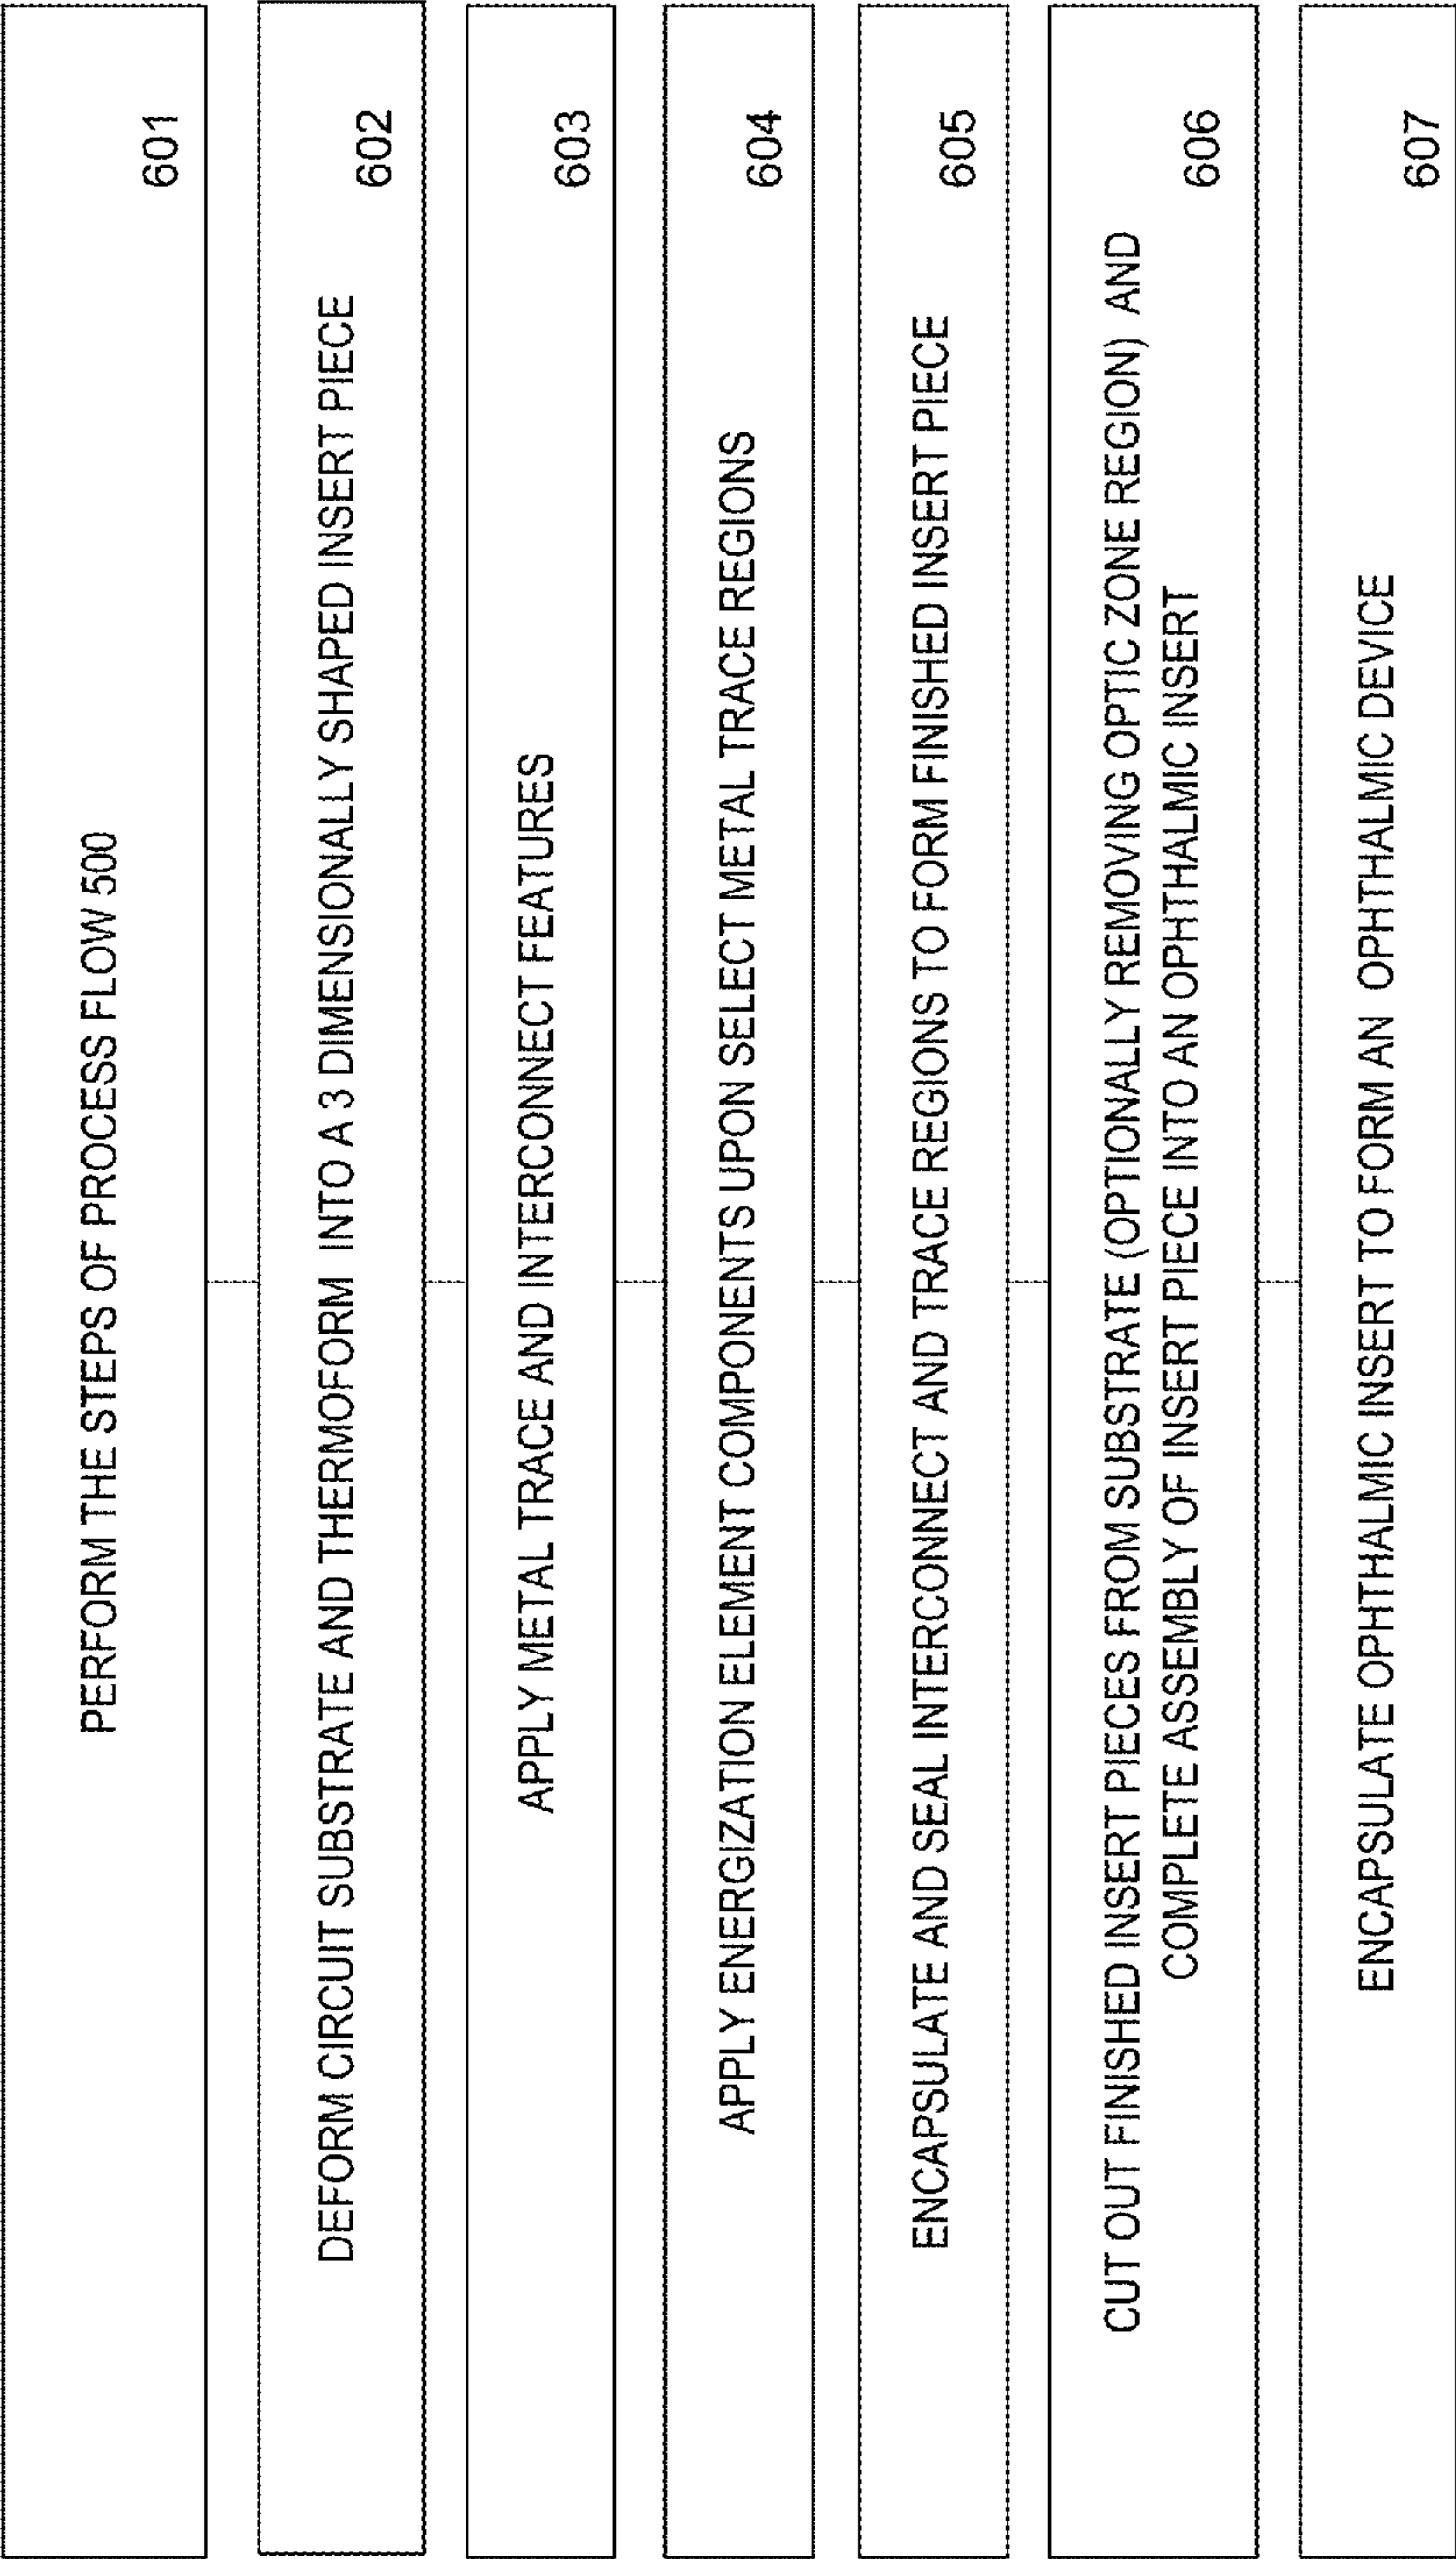 PERFORM THE STEPS OF PROCESS FLOW 500
601
DEFORM CIRCUIT SUBSTRATE AND THERMOFORM INTO A 3 DIMENSIONALLY SHAPED INSERT PIECE
602
APPLY METAL TRACE AND INTERCONNECT FEATURES
603
APPLY ENERGIZATION ELEMENT COMPONENTS UPON SELECT METAL TRACE REGIONS
604
ENCAPSULATE AND SEAL INTERCONNECT AND TRACE REGIONS TO FORM FINISHED INSERT PIECE
605
CUT OUT FINISHED INSERT PIECES FROM SUBSTRATE (OPTIONALLY REMOVING OPTIC ZONE REGION) AND
COMPLETE ASSEMBLY OF INSERT PIECE INTO AN OPHTHALMIC INSERT
606
ENCAPSULATE OPHTHALMIC INSERT TO FORM AN OPHTHALMIC DEVICE
607